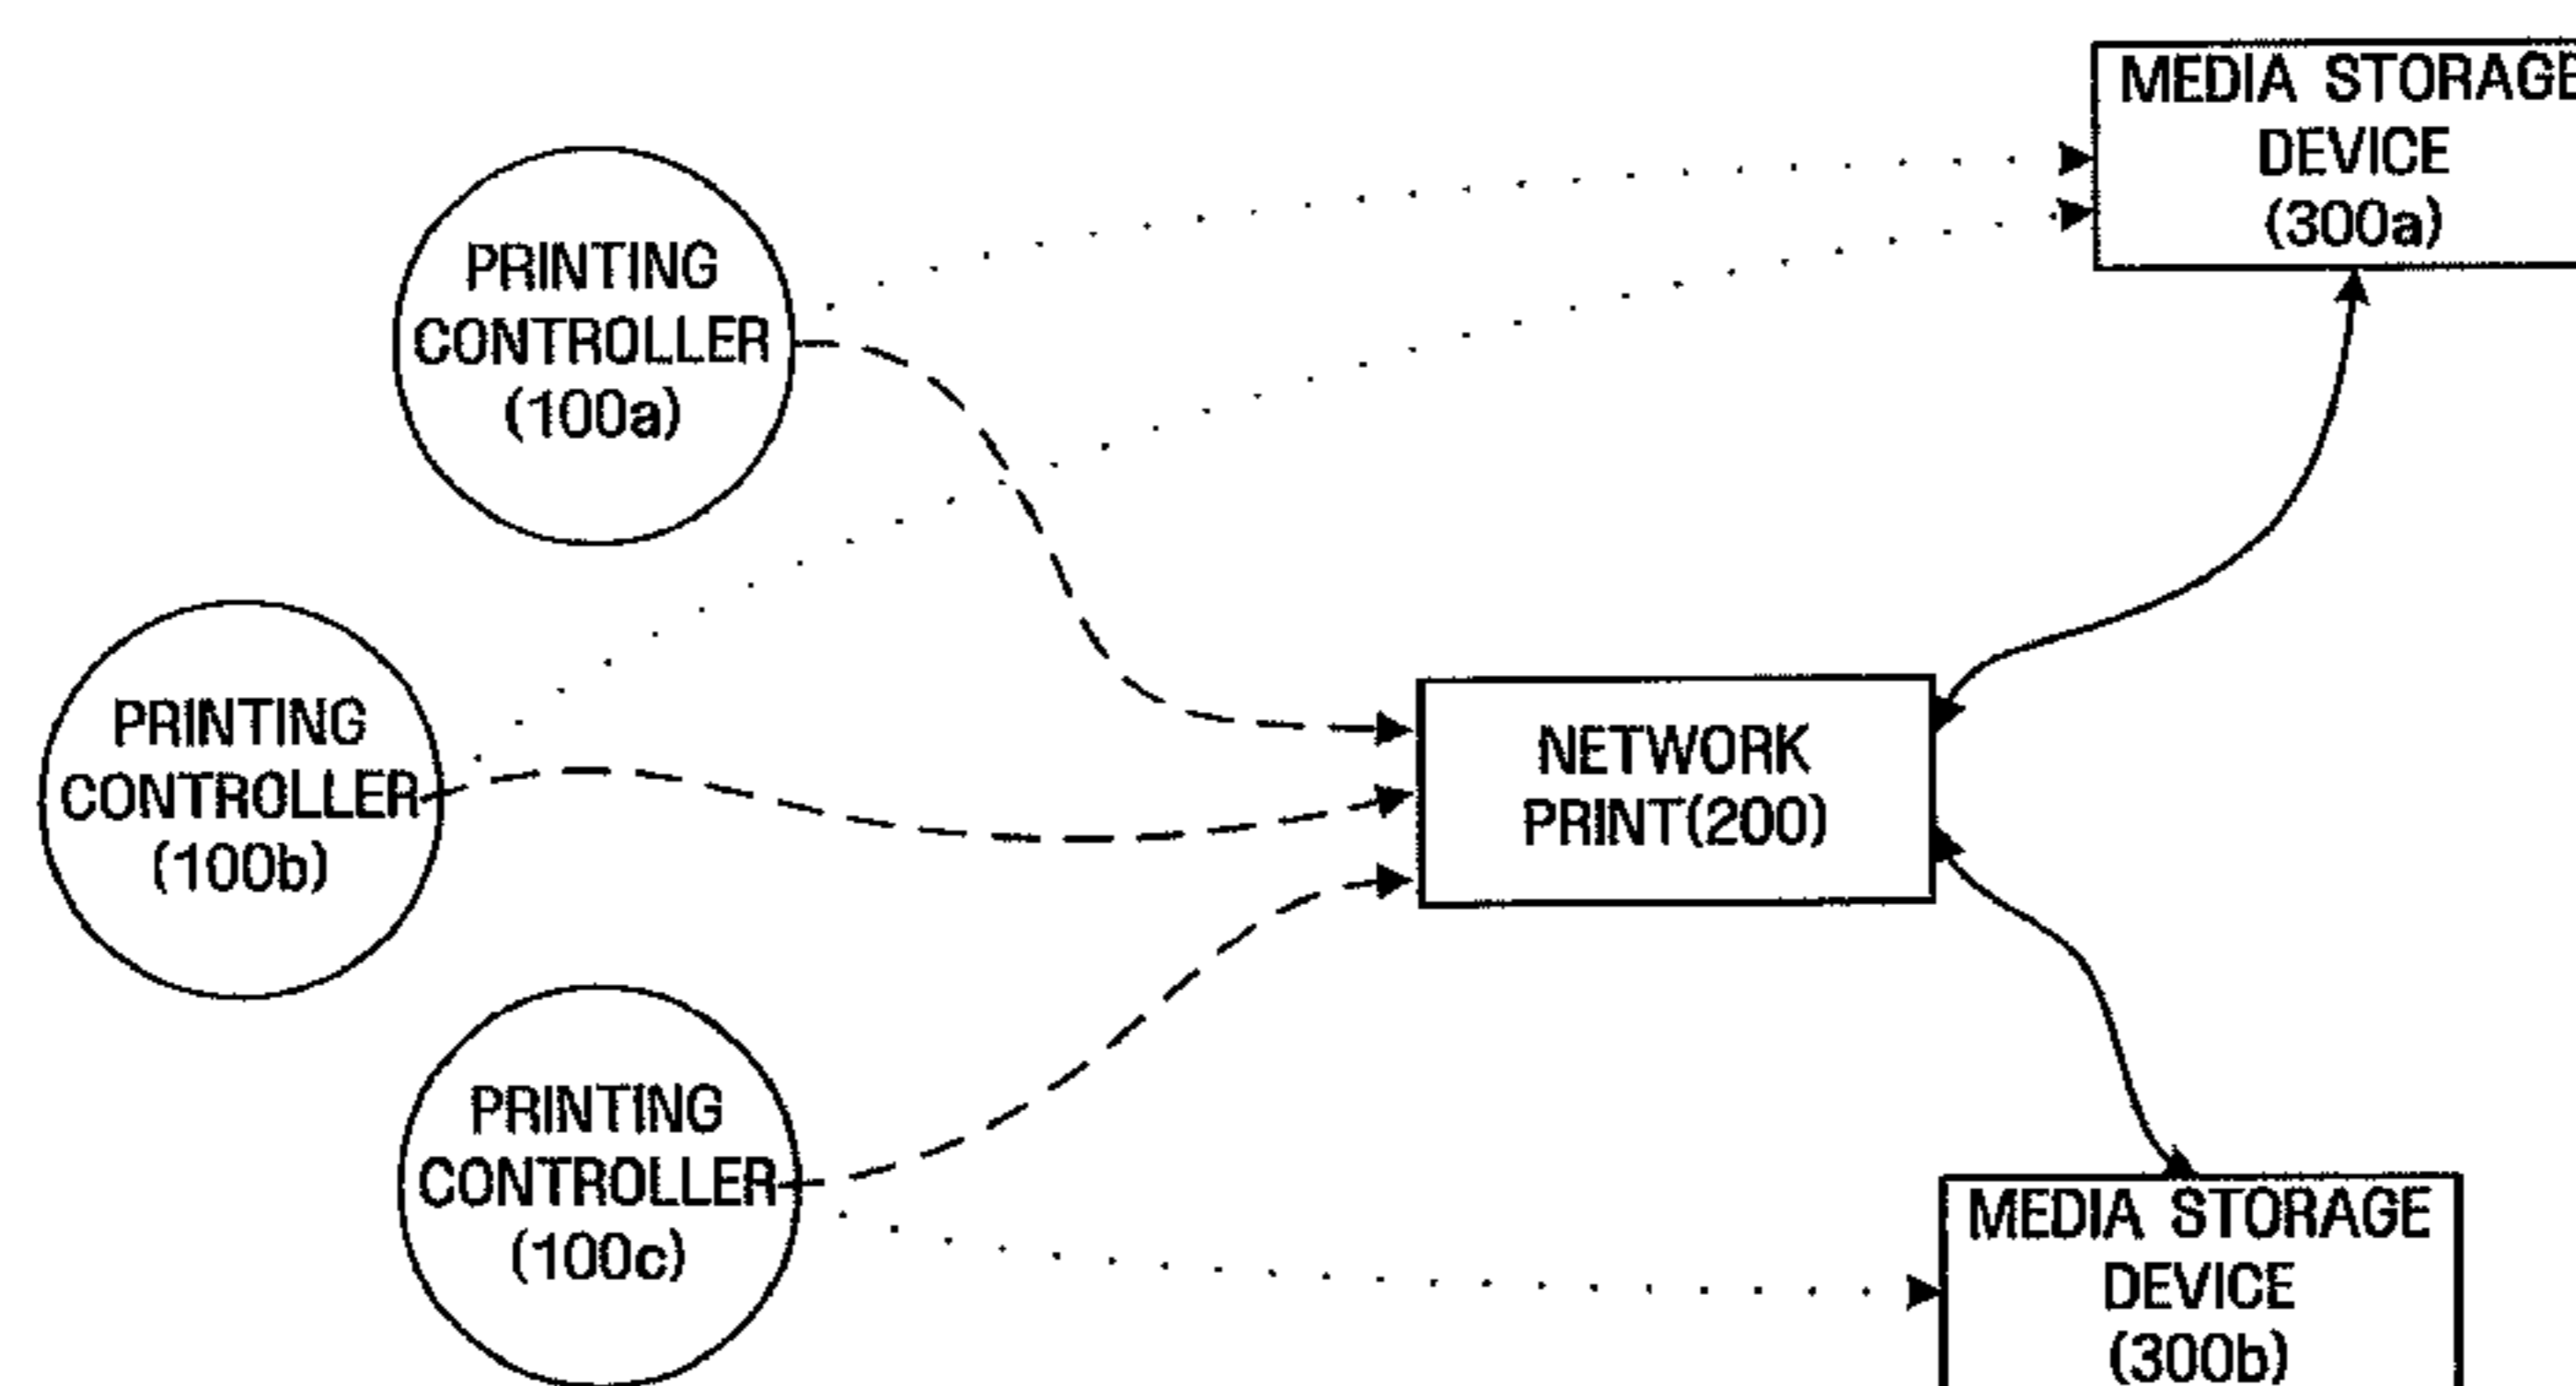 MEDIA STORAGE
DEVICE
(300a)
PRINTING
CONTROLLER
(100a)
PRINTING
CONTROLLER
(100b)
NETWORK
PRINT(200)
PRINTING
CONTROLLER
(100c)
MEDIA STORAGE
DEVICE
(300b)